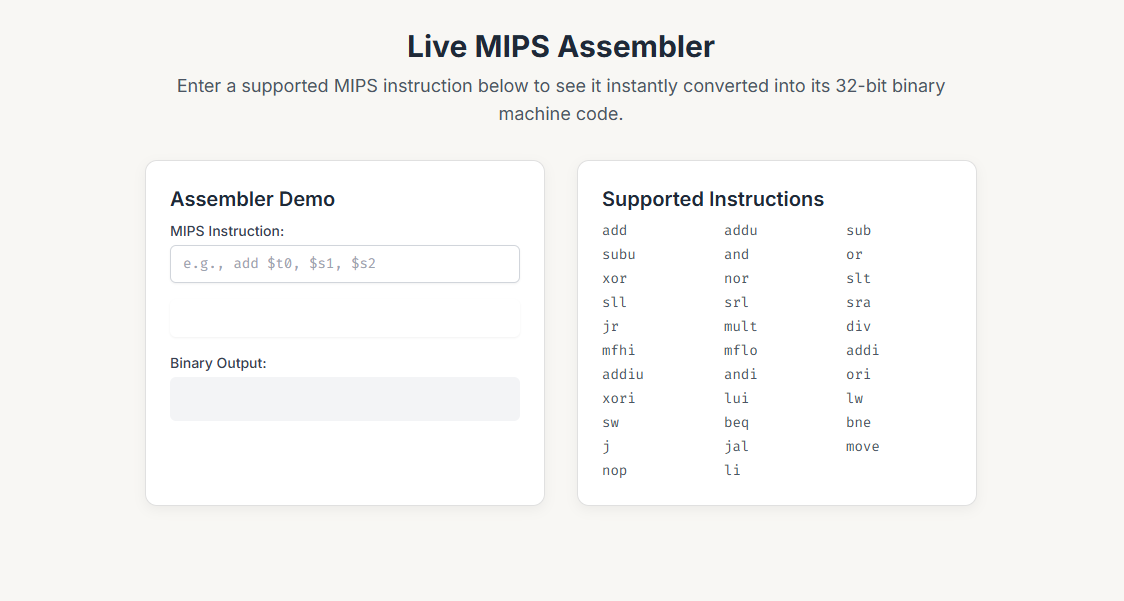 Live MIPS Assembler
Enter a supported MIPS instruction below to see it instantly converted into its 32-bit binary
machine code.
Assembler Demo
MIPS Instruction:
e.g., add $t0, $s1, $s2
Binary Output:
Supported Instructions
add addu sub
subu and or
xor nor slt
sll srl sra
jr mult div
mfhi mflo addi
addiu andi ori
xori lui lw
sw beq bne
j jal move
nop li